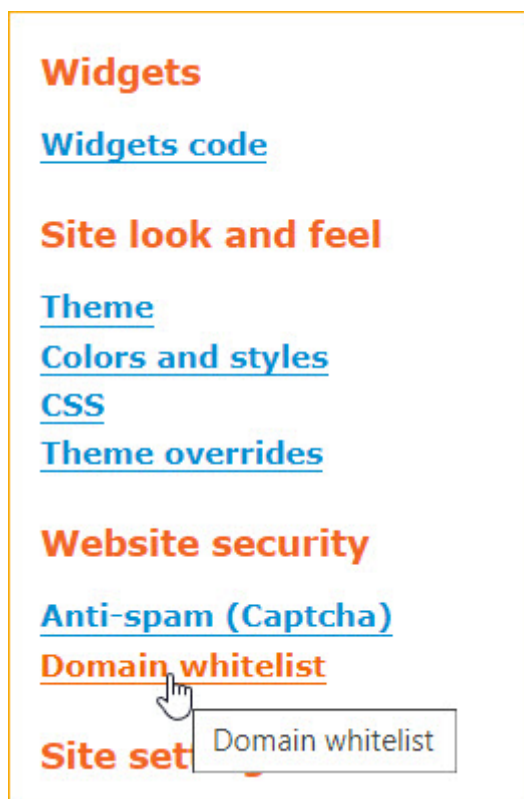 Widgets
Widgets code
Site look and feel
Theme
Colors and styles
CSS
Theme overrides
Website security
Anti-spam (Captcha)
Domain whitelist
Domain whitelist
Site